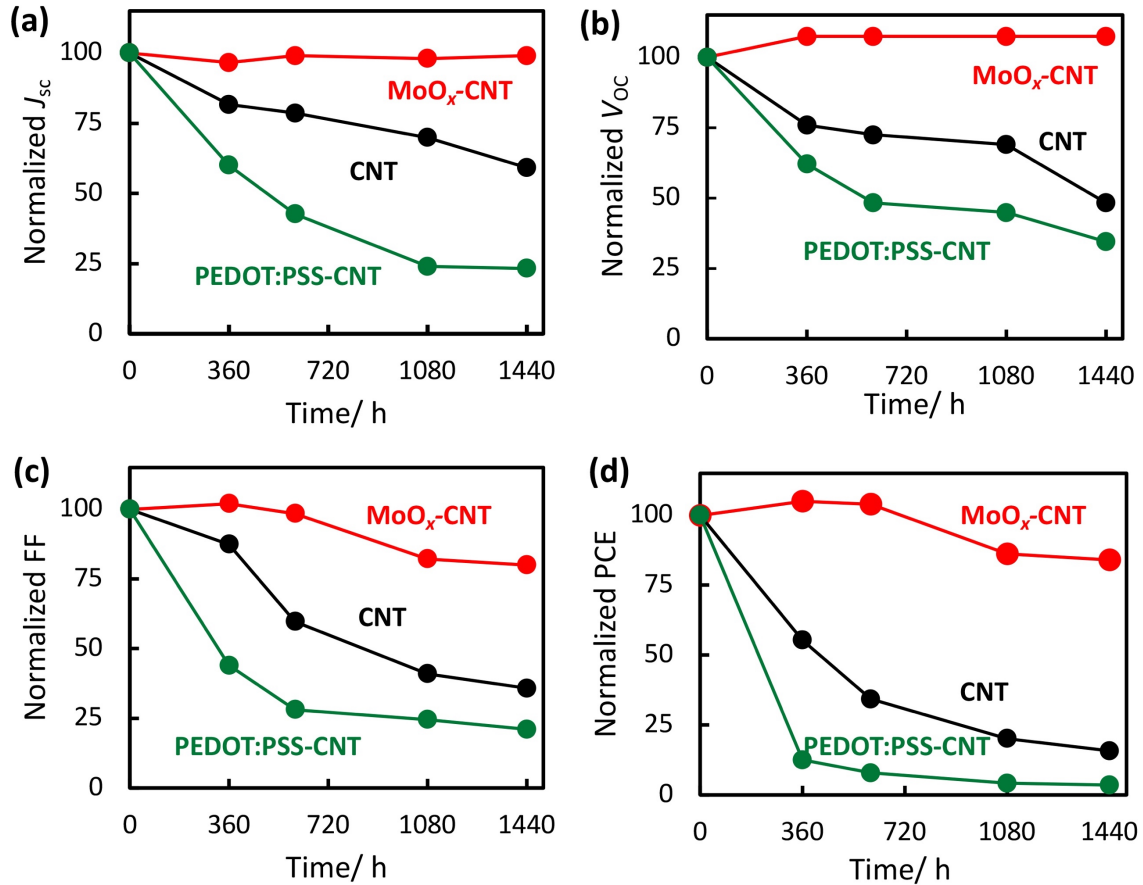 (a)
Normalized Jsc
100
75
50
25
0
MoOx-CNT
CNT
PEDOT:PSS-CNT
0 360 720 1080 1440
Time/ h
(b)
Normalized VOC
100
75
50
25
0
MoOx-CNT
CNT
PEDOT:PSS-CNT
0 360 720 1080 1440
Time/ h
(c)
Normalized FF
100
75
50
25
0
MoOx-CNT
CNT
PEDOT:PSS-CNT
0 360 720 1080 1440
Time/ h
(d)
Normalized PCE
100
75
50
25
0
MoOx-CNT
CNT
PEDOT:PSS-CNT
0 360 720 1080 1440
Time/ h